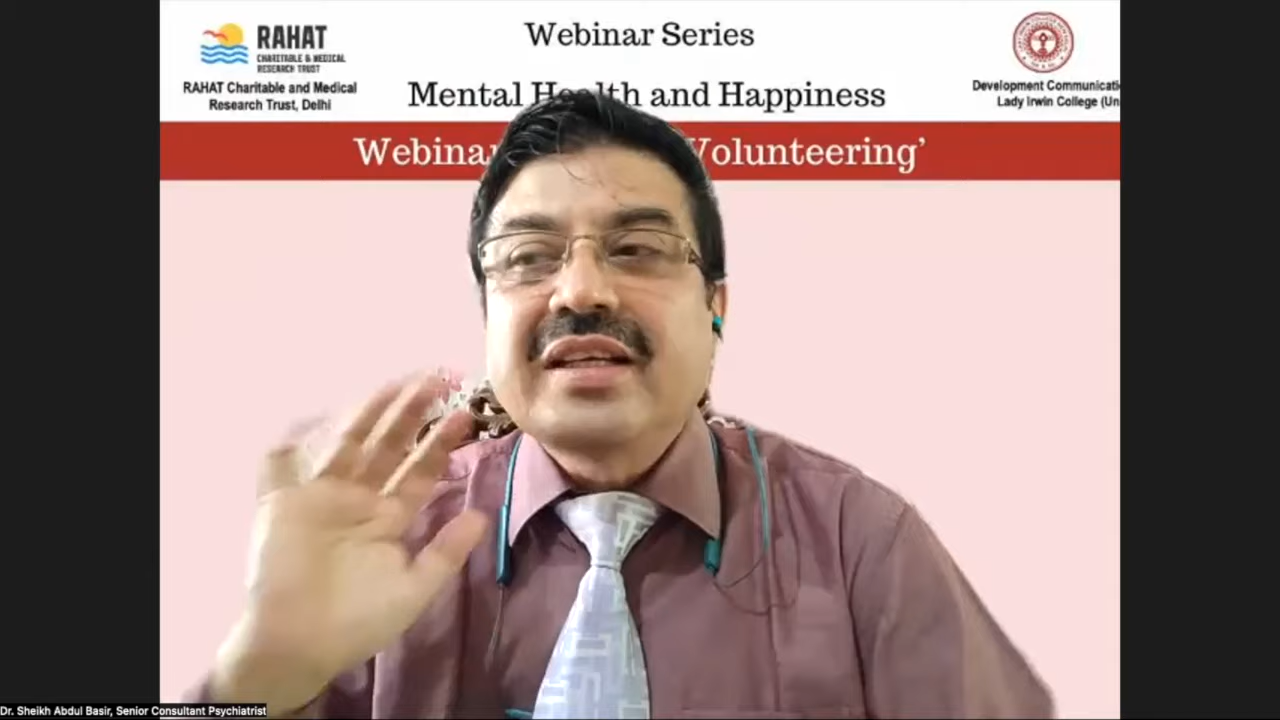 RAHAT
CHARITABLE & MEDICAL
RESEARCH TRUST
RAHAT Charitable and Medical
Research Trust, Delhi
Webinar Series
Mental Health and Happiness
Development Communicati
Lady Irwin College (Un
Webina Volunteering’
Dr. Sheikh Abdul Basir, Senior Consultant Psychiatrist